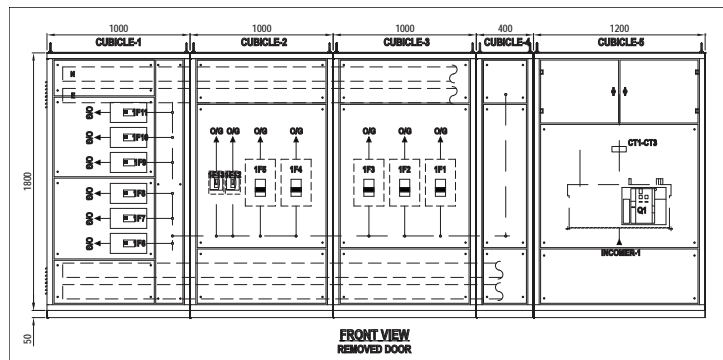 1000 1000 1000 400 1200
CUBICLE-1 CUBICLE-2 CUBICLE-3 CUBICLE-4 CUBICLE-5
1800
50
N
E
O/G 1F11
O/G 1F10
O/G 1F9
O/G 1F8
O/G 1F7
O/G 1F6
O/G O/G O/G O/G
1F5 1F4
O/G O/G O/G
1F3 1F2 1F1
CT1-CT3
Q1
INCOMER-1
FRONT VIEW
REMOVED DOOR